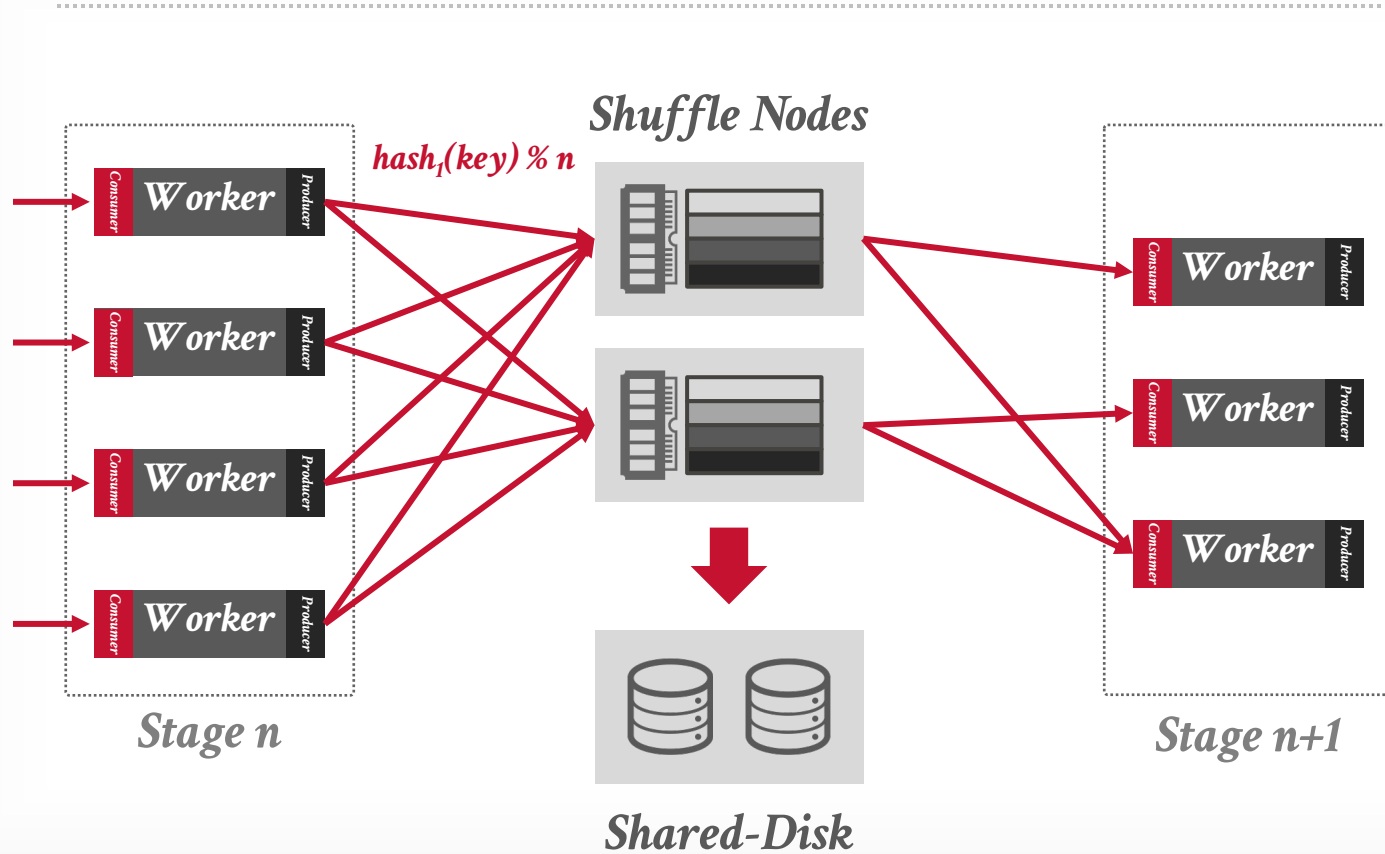 Shuffle Nodes
hash₁(key) % n
Consumer Worker Producer
Consumer Worker Producer
Consumer Worker Producer
Consumer Worker Producer
Stage n
Consumer Worker Producer
Consumer Worker Producer
Consumer Worker Producer
Stage n+1
Shared-Disk